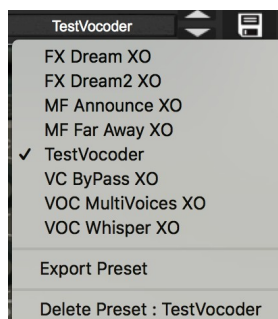 TestVocoder
FX Dream XO
FX Dream2 XO
MF Announce XO
MF Far Away XO
✓ TestVocoder
VC ByPass XO
VOC MultiVoices XO
VOC Whisper XO
Export Preset
Delete Preset : TestVocoder